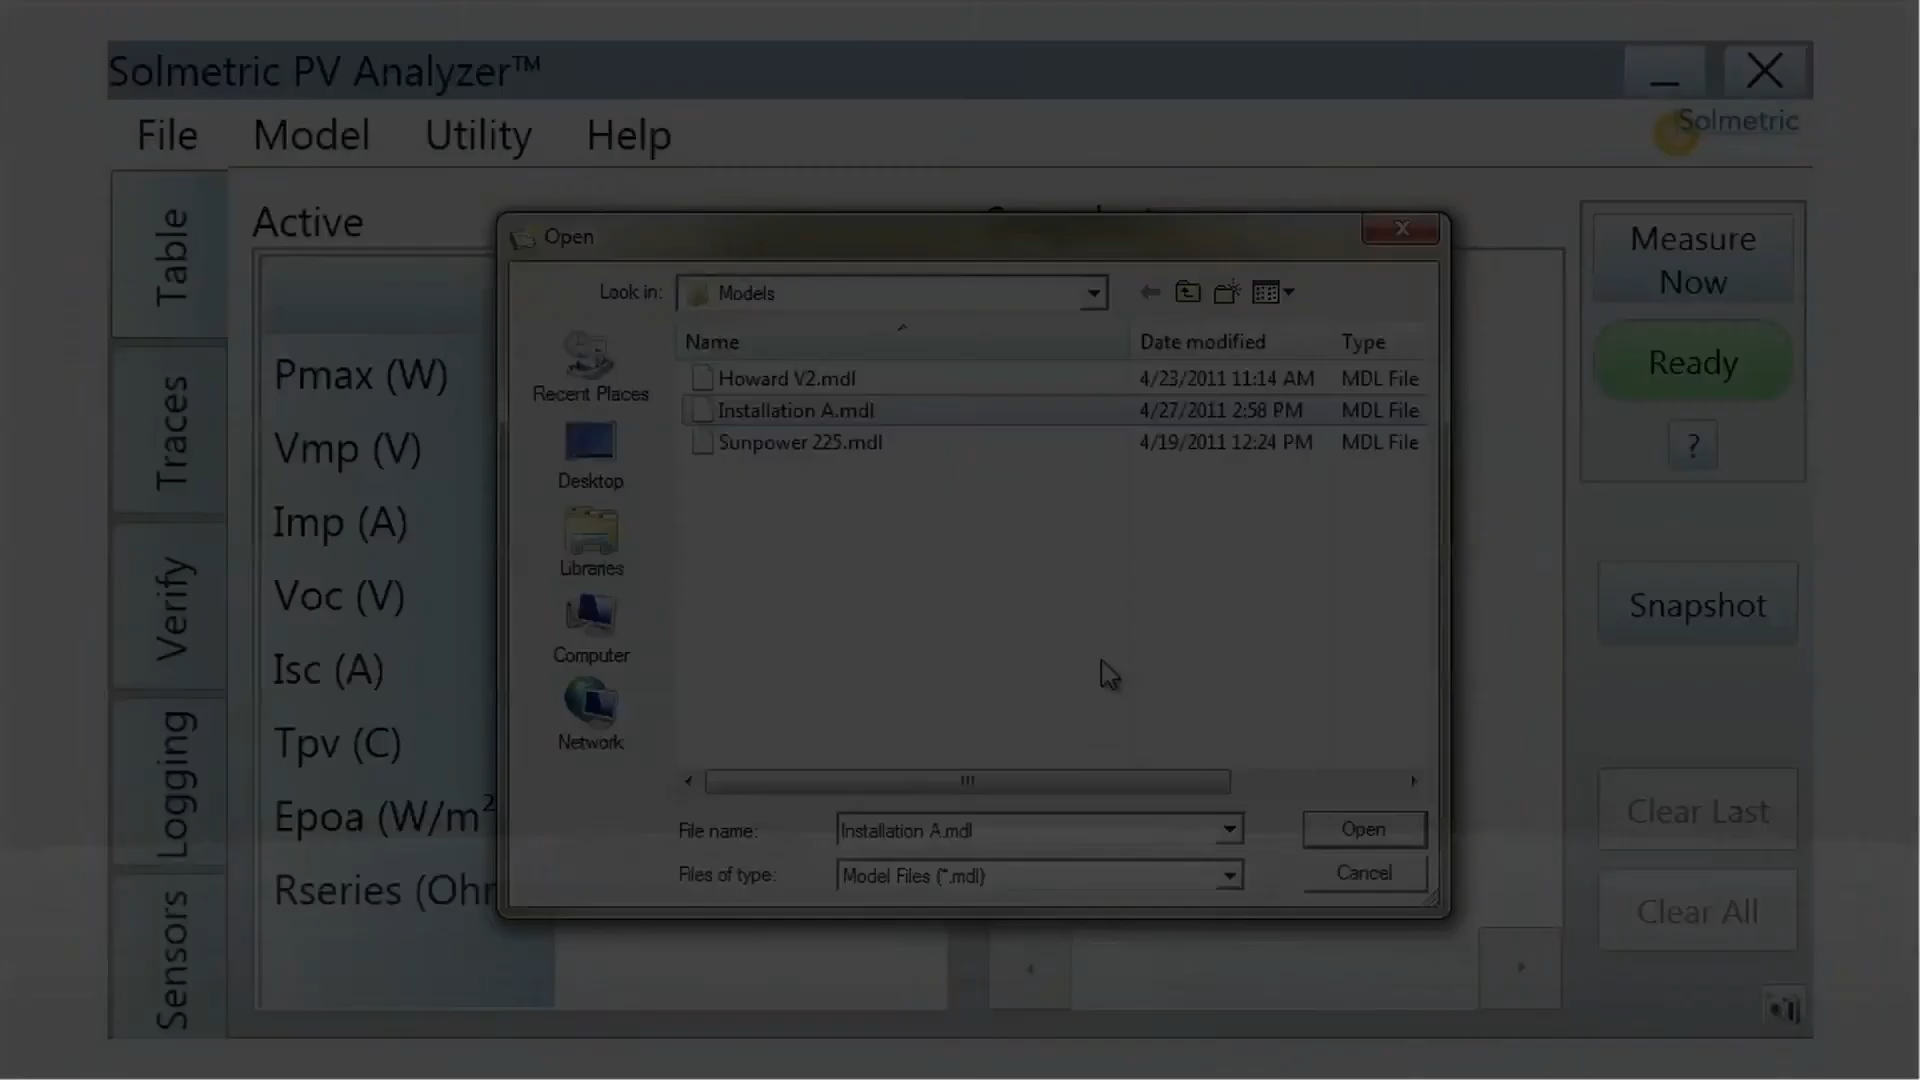 Solmetric PV Analyzer™
File Model Utility Help
Solmetric
Table
Traces
Verify
Logging
Sensors
Active
Pmax (W)
Vmp (V)
Imp (A)
Voc (V)
Isc (A)
Tpv (C)
Epoa (W/m²
Rseries (Ohr
Open
Look in: Models
Recent Places
Desktop
Libraries
Computer
Network
Name Date modified Type
Howard V2.mdl 4/23/2011 11:14 AM MDL File
Installation A.mdl 4/27/2011 2:58 PM MDL File
Sunpower 225.mdl 4/19/2011 12:24 PM MDL File
File name: Installation A.mdl Open
Files of type: Model Files (*.mdl) Cancel
Measure
Now
Ready
?
Snapshot
Clear Last
Clear All